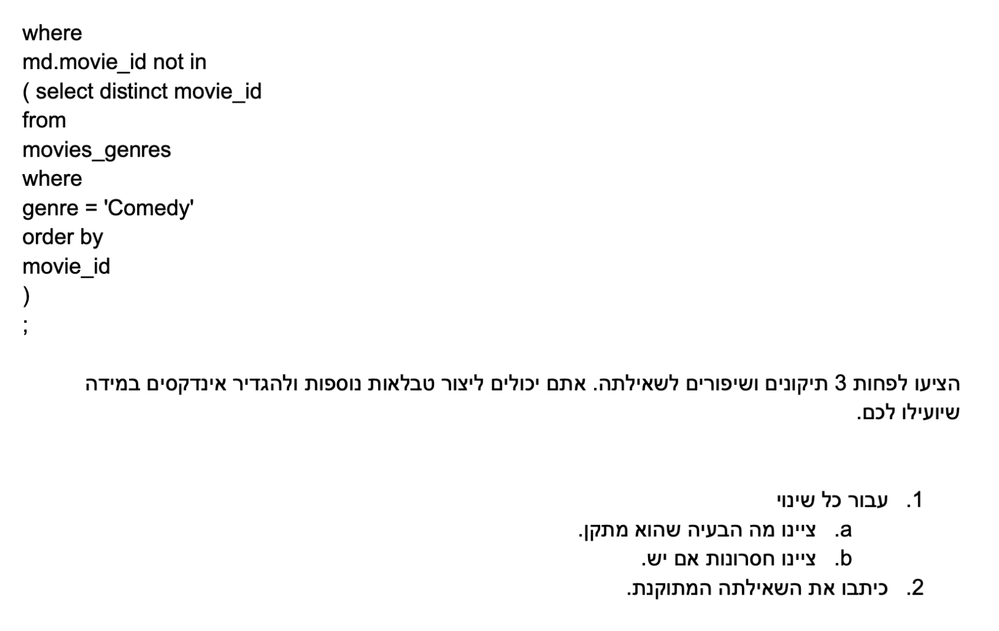 where
md.movie_id not in
( select distinct movie_id
from
movies_genres
where
genre = 'Comedy'
order by
movie_id
)
;
הציעו לפחות 3 תיקונים ושיפורים לשאילתה. אתם יכולים ליצור טבלאות נוספות ולהגדיר אינדקסים במידה
שיועילו לכם.
1. עבור כל שינוי
a. ציינו מה הבעיה שהוא מתקן.
b. ציינו חסרונות אם יש.
2. כיתבו את השאילתה המתוקנת.